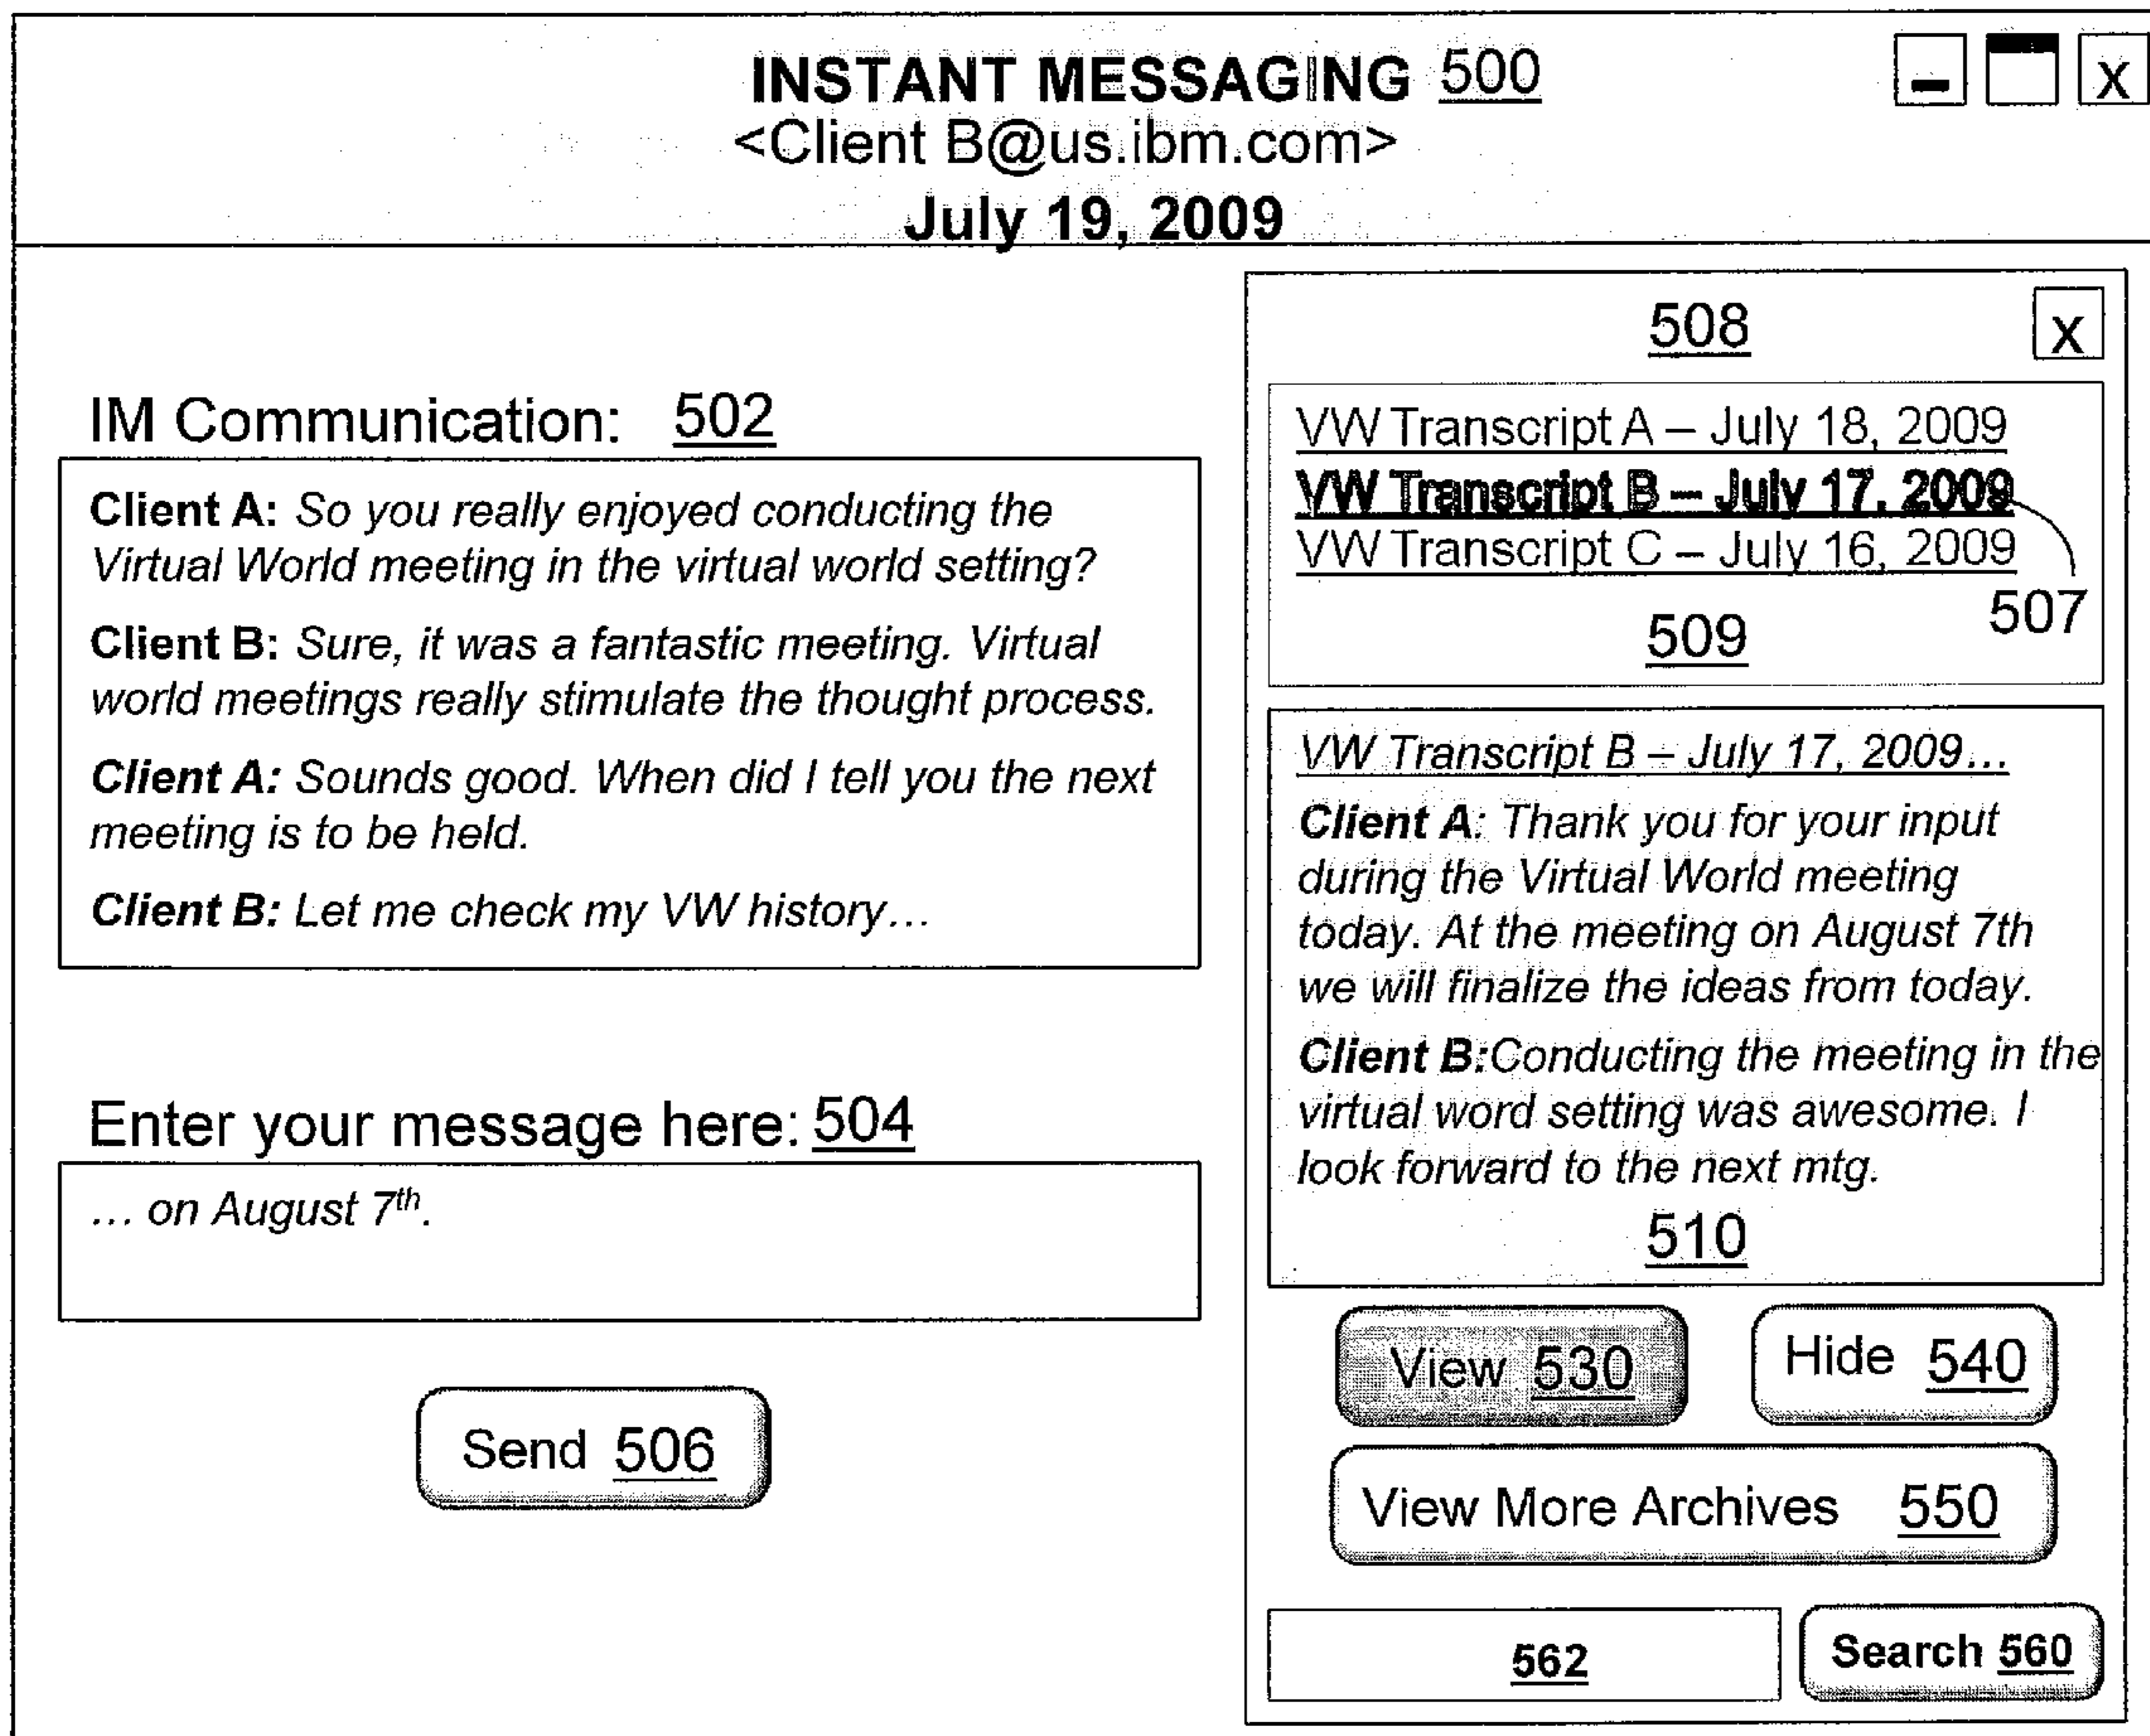 INSTANT MESSAGING 500
<Client B@us.ibm.com>
July 19, 2009
X
IM Communication: 502
Client A: So you really enjoyed conducting the
Virtual World meeting in the virtual world setting?
Client B: Sure, it was a fantastic meeting. Virtual
world meetings really stimulate the thought process.
Client A: Sounds good. When did I tell you the next
meeting is to be held.
Client B: Let me check my VW history...
Enter your message here: 504
... on August 7th.
Send 506
508
X
VW Transcript A – July 18, 2009
VW Transcript B – July 17, 2009
VW Transcript C – July 16, 2009
507
509
VW Transcript B – July 17, 2009...
Client A: Thank you for your input
during the Virtual World meeting
today. At the meeting on August 7th
we will finalize the ideas from today.
Client B:Conducting the meeting in the
virtual word setting was awesome. I
look forward to the next mtg.
510
View 530
Hide 540
View More Archives 550
562
Search 560